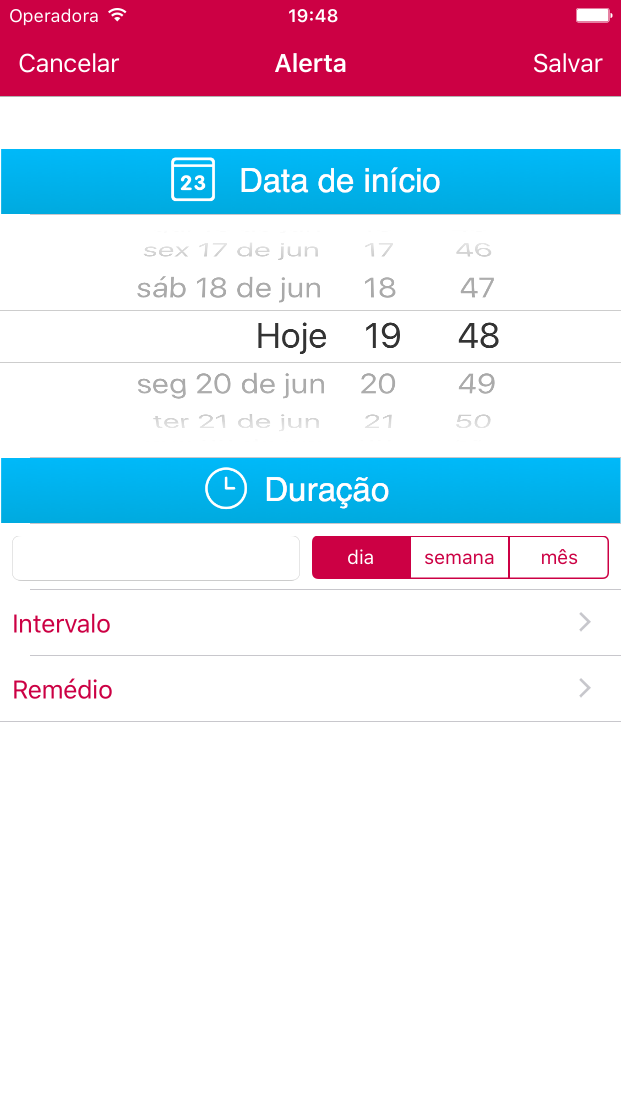 Operadora 19:48
Cancelar Alerta Salvar
23 Data de início
sex 17 de jun 17 46
sáb 18 de jun 18 47
Hoje 19 48
seg 20 de jun 20 49
ter 21 de jun 21 50
Duração
dia semana mês
Intervalo
Remédio